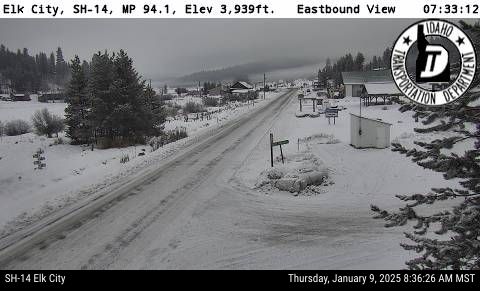 Elk City, SH-14, MP 94.1, Elev 3,939ft. Eastbound View 07:33:12
IDAHO
TRANSPORTATION DEPARTMENT
SH-14 Elk City Thursday, January 9, 2025 8:36:26 AM MST